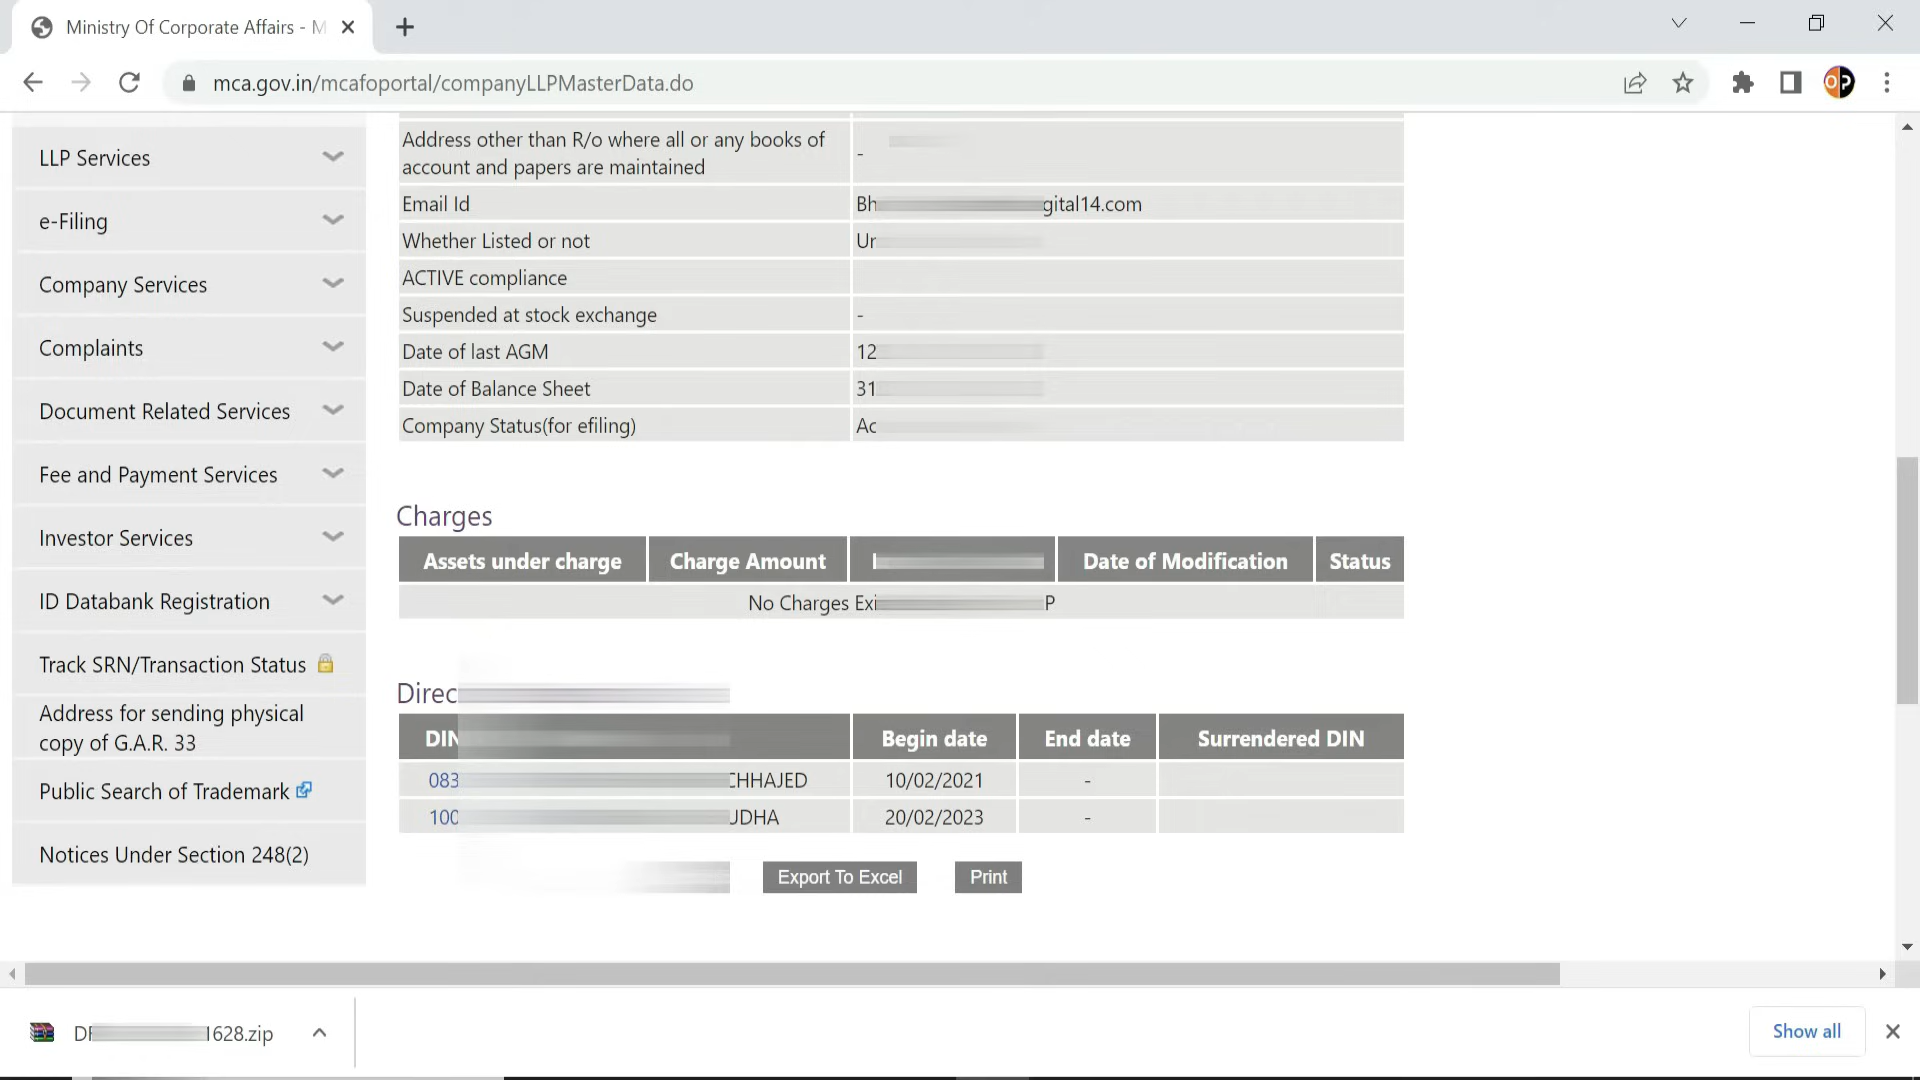 Ministry Of Corporate Affairs - M
mca.gov.in/mcafoportal/companyLLPMasterData.do
LLP Services
e-Filing
Company Services
Complaints
Document Related Services
Fee and Payment Services
Investor Services
ID Databank Registration
Track SRN/Transaction Status
Address for sending physical
copy of G.A.R. 33
Public Search of Trademark
Notices Under Section 248(2)
Address other than R/o where all or any books of
account and papers are maintained -
Email Id Bh gital14.com
Whether Listed or not Ur
ACTIVE compliance
Suspended at stock exchange -
Date of last AGM 12
Date of Balance Sheet 31
Company Status(for efiling) Ac
Charges
Assets under charge Charge Amount Date of Modification Status
No Charges Exi P
Direc
DIN Begin date End date Surrendered DIN
083 CHHAJED 10/02/2021 -
100 UDHA 20/02/2023 -
Export To Excel Print
DF 1628.zip
Show all